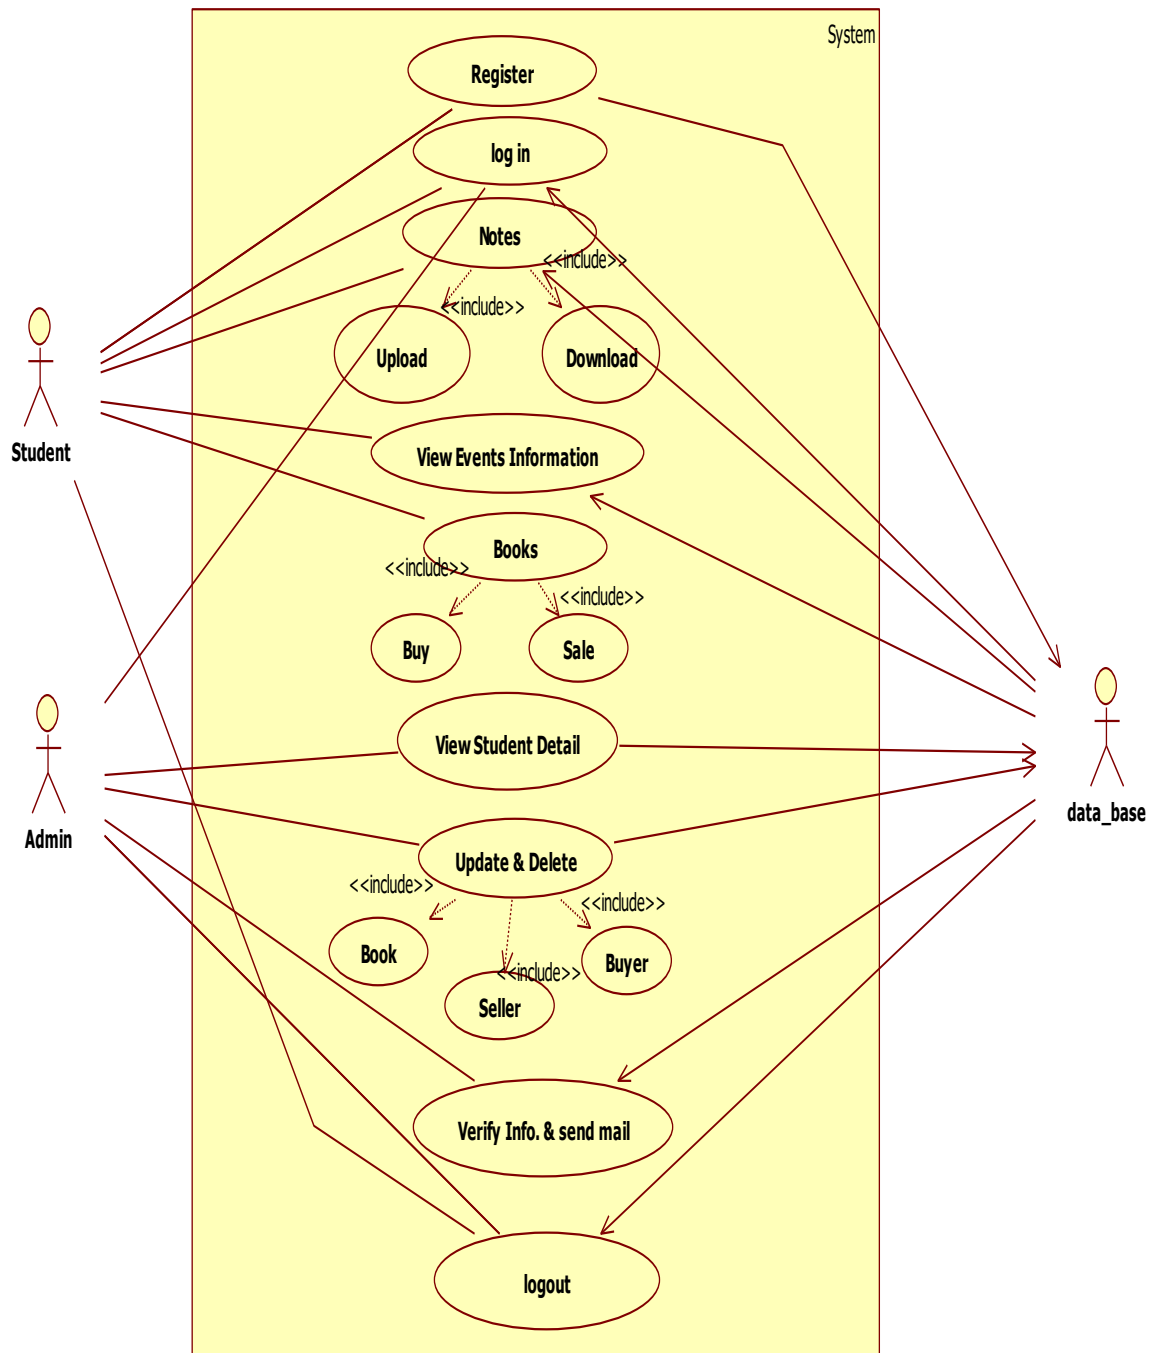 System
Register
log in
Notes
<<include>>
<<include>>
Upload
Download
Student
View Events Information
Books
<<include>>
<<include>>
Buy
Sale
View Student Detail
data_base
Admin
Update & Delete
<<include>>
<<include>>
Book
Buyer
<<include>>
Seller
Verify Info. & send mail
logout